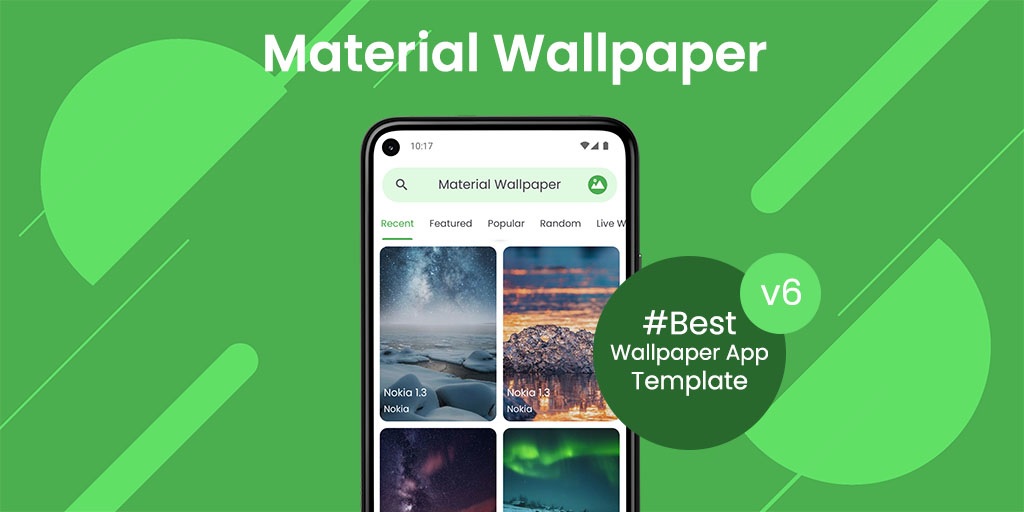 Material Wallpaper
10:17
Material Wallpaper
Recent Featured Popular Random Live W
Nokia 1.3
Nokia
Nokia 1.3
Nokia
v6
#Best
Wallpaper App
Template